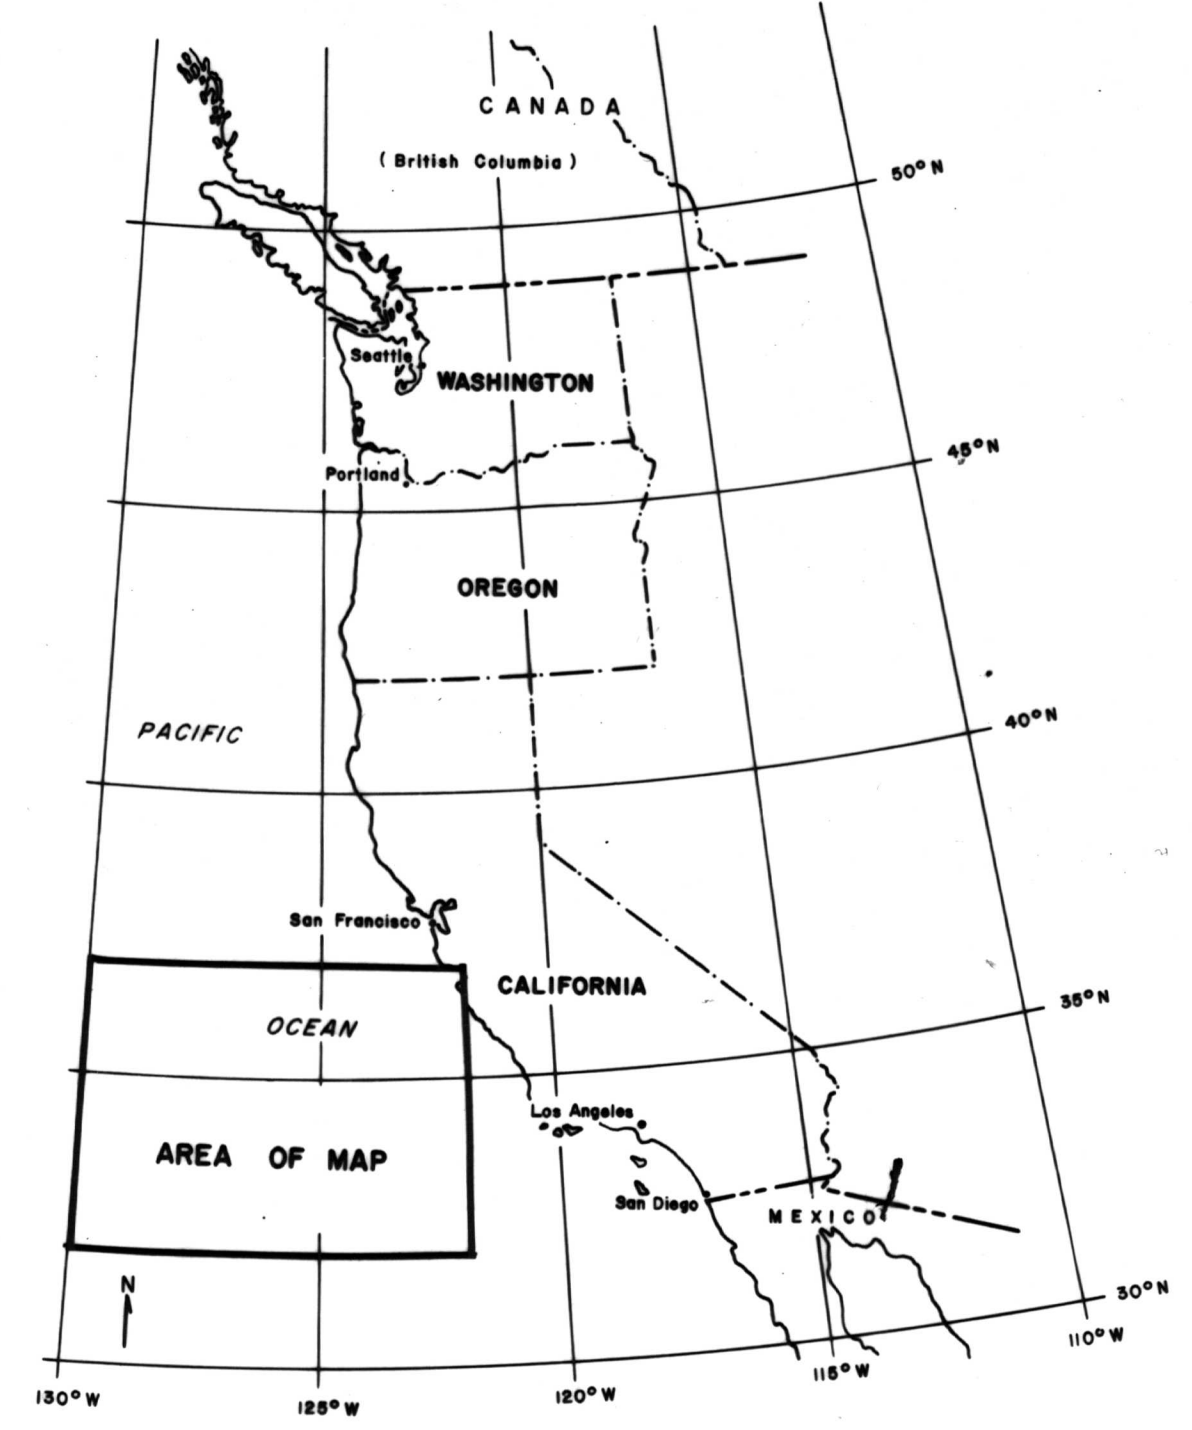 CANADA
(British Columbia)
50°N
Seattle
WASHINGTON
45°N
Portland
OREGON
40°N
PACIFIC
San Francisco
CALIFORNIA
35°N
OCEAN
Los Angeles
AREA OF MAP
San Diego
MEXICO
N
30°N
110°W
115°W
120°W
130°W
125°W